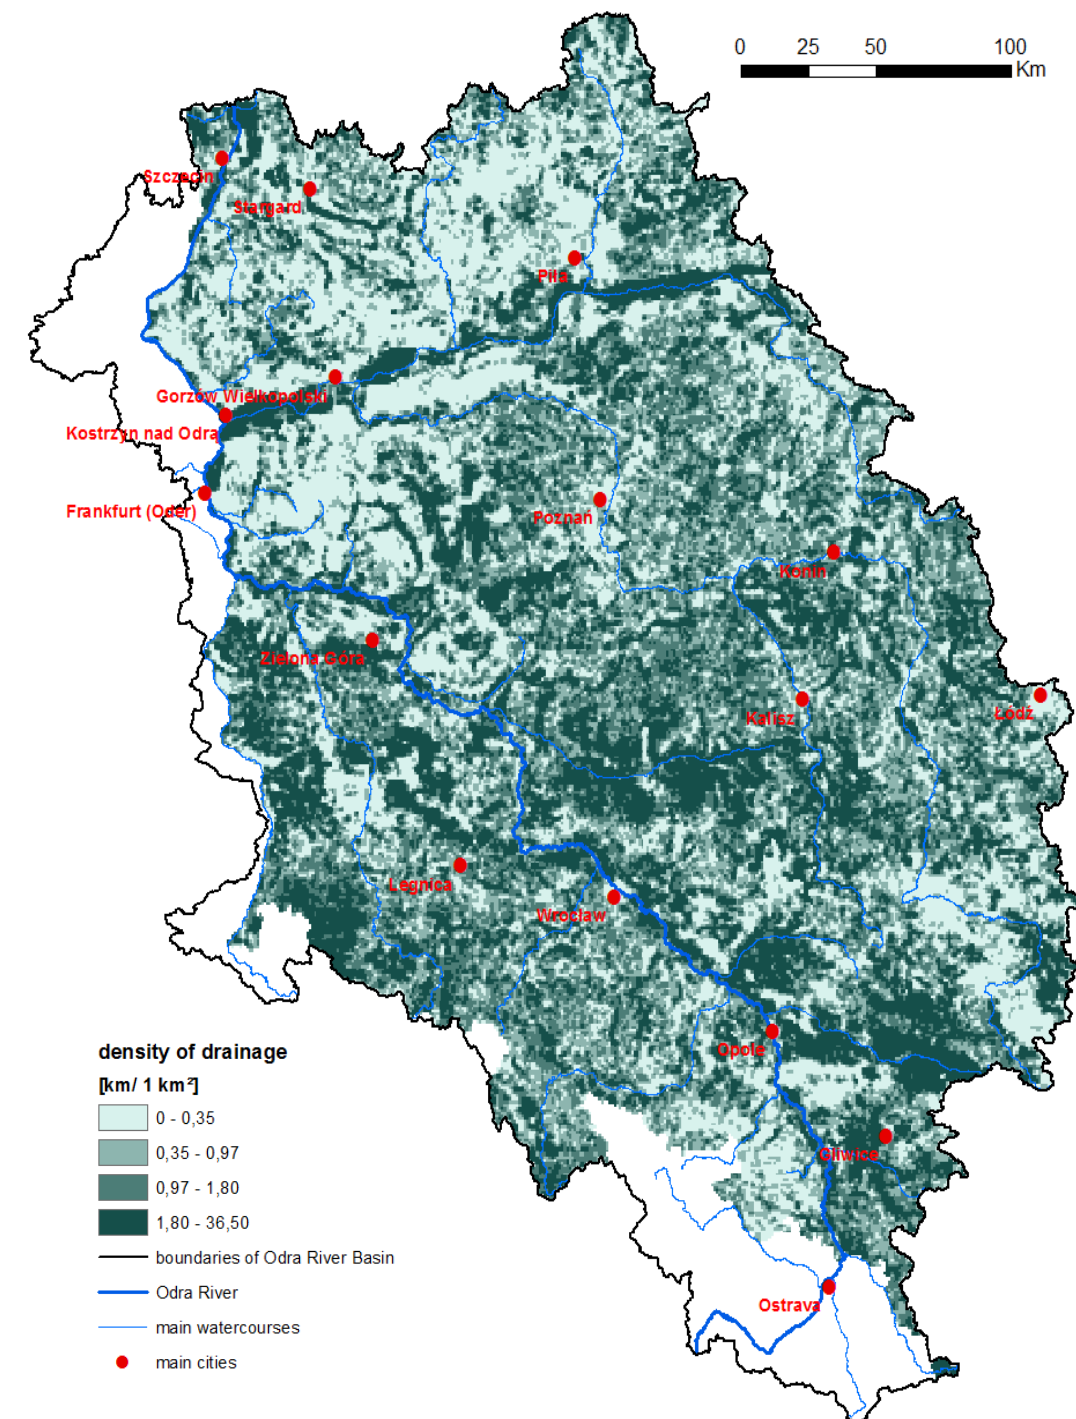 0 25 50 100
Km
Szczecin
Stargard
Piła
Gorzów Wielkopolski
Kostrzyn nad Odrą
Frankfurt (Oder)
Poznań
Konin
Zielona Góra
Kalisz
Łódź
Legnica
Wrocław
Opole
Gliwice
Ostrava
density of drainage
[km/ 1 km²]
0 - 0,35
0,35 - 0,97
0,97 - 1,80
1,80 - 36,50
boundaries of Odra River Basin
Odra River
main watercourses
main cities